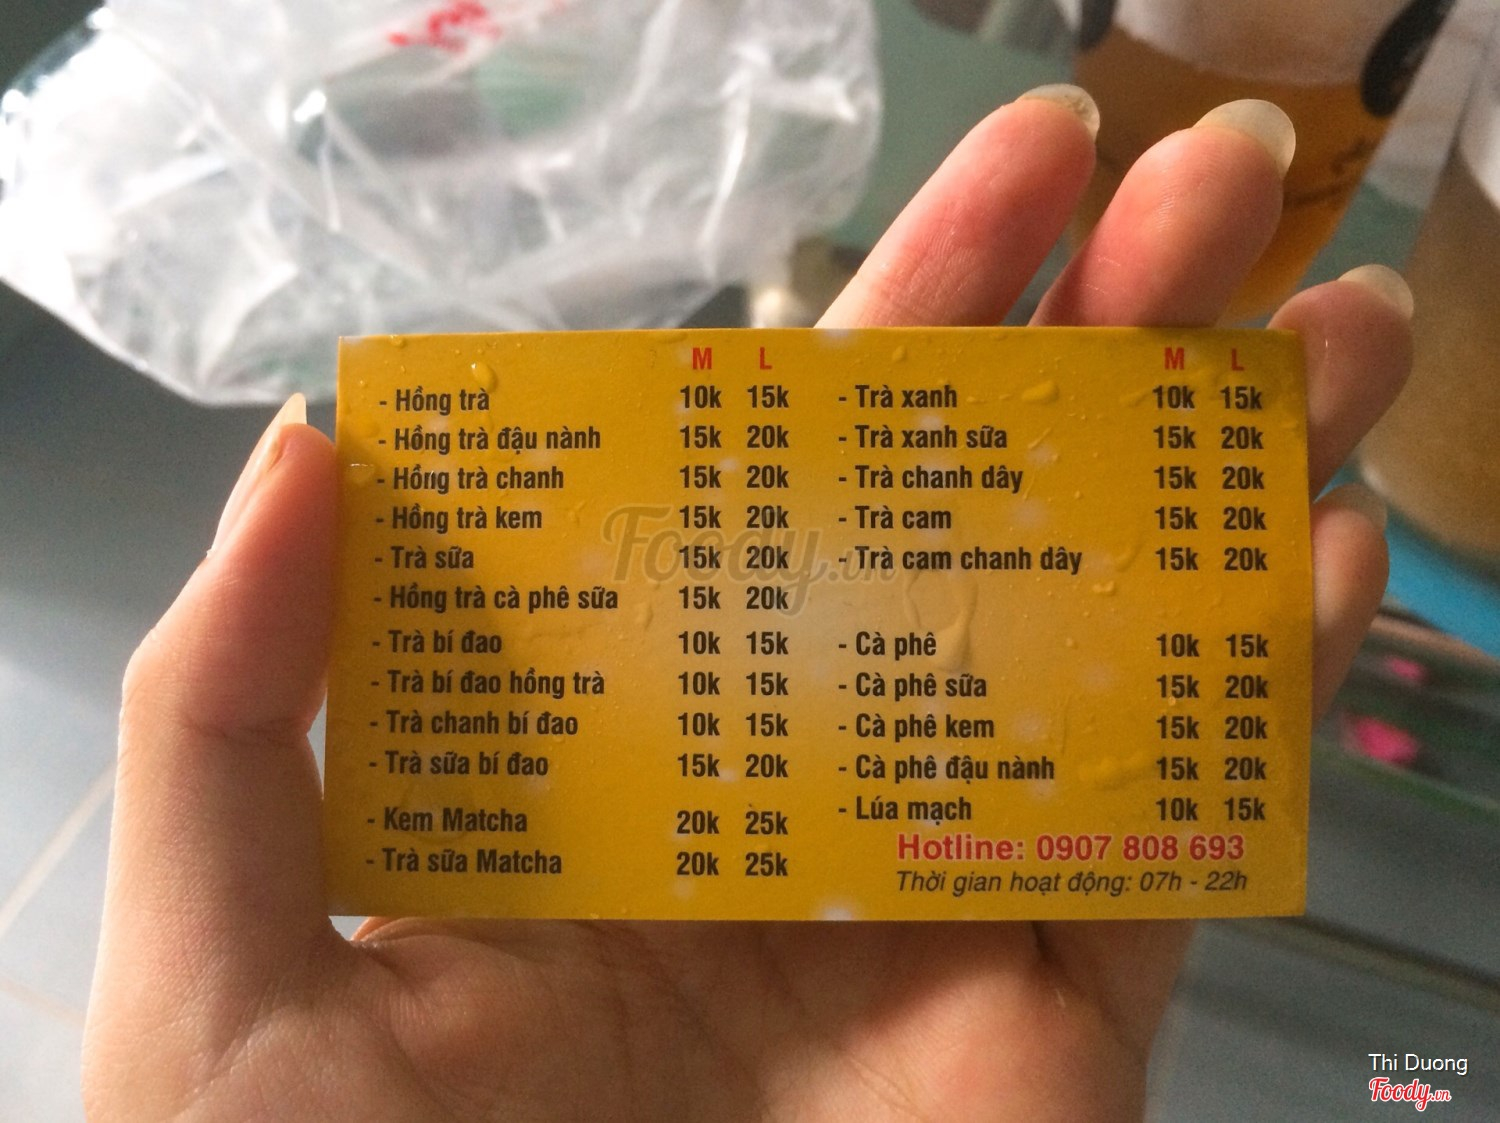 M L
- Hồng trà 10k 15k
- Hồng trà đậu nành 15k 20k
- Hồng trà chanh 15k 20k
- Hồng trà kem 15k 20k
- Trà sữa 15k 20k
- Hồng trà cà phê sữa 15k 20k
- Trà bí đao 10k 15k
- Trà bí đao hồng trà 10k 15k
- Trà chanh bí đao 10k 15k
- Trà sữa bí đao 15k 20k
- Kem Matcha 20k 25k
- Trà sữa Matcha 20k 25k
M L
- Trà xanh 10k 15k
- Trà xanh sữa 15k 20k
- Trà chanh dây 15k 20k
- Trà cam 15k 20k
- Trà cam chanh dây 15k 20k
- Cà phê 10k 15k
- Cà phê sữa 15k 20k
- Cà phê kem 15k 20k
- Cà phê đậu nành 15k 20k
- Lúa mạch 10k 15k
Hotline: 0907 808 693
Thời gian hoạt động: 07h - 22h
Foody.vn
Thi Duong
Foody.vn